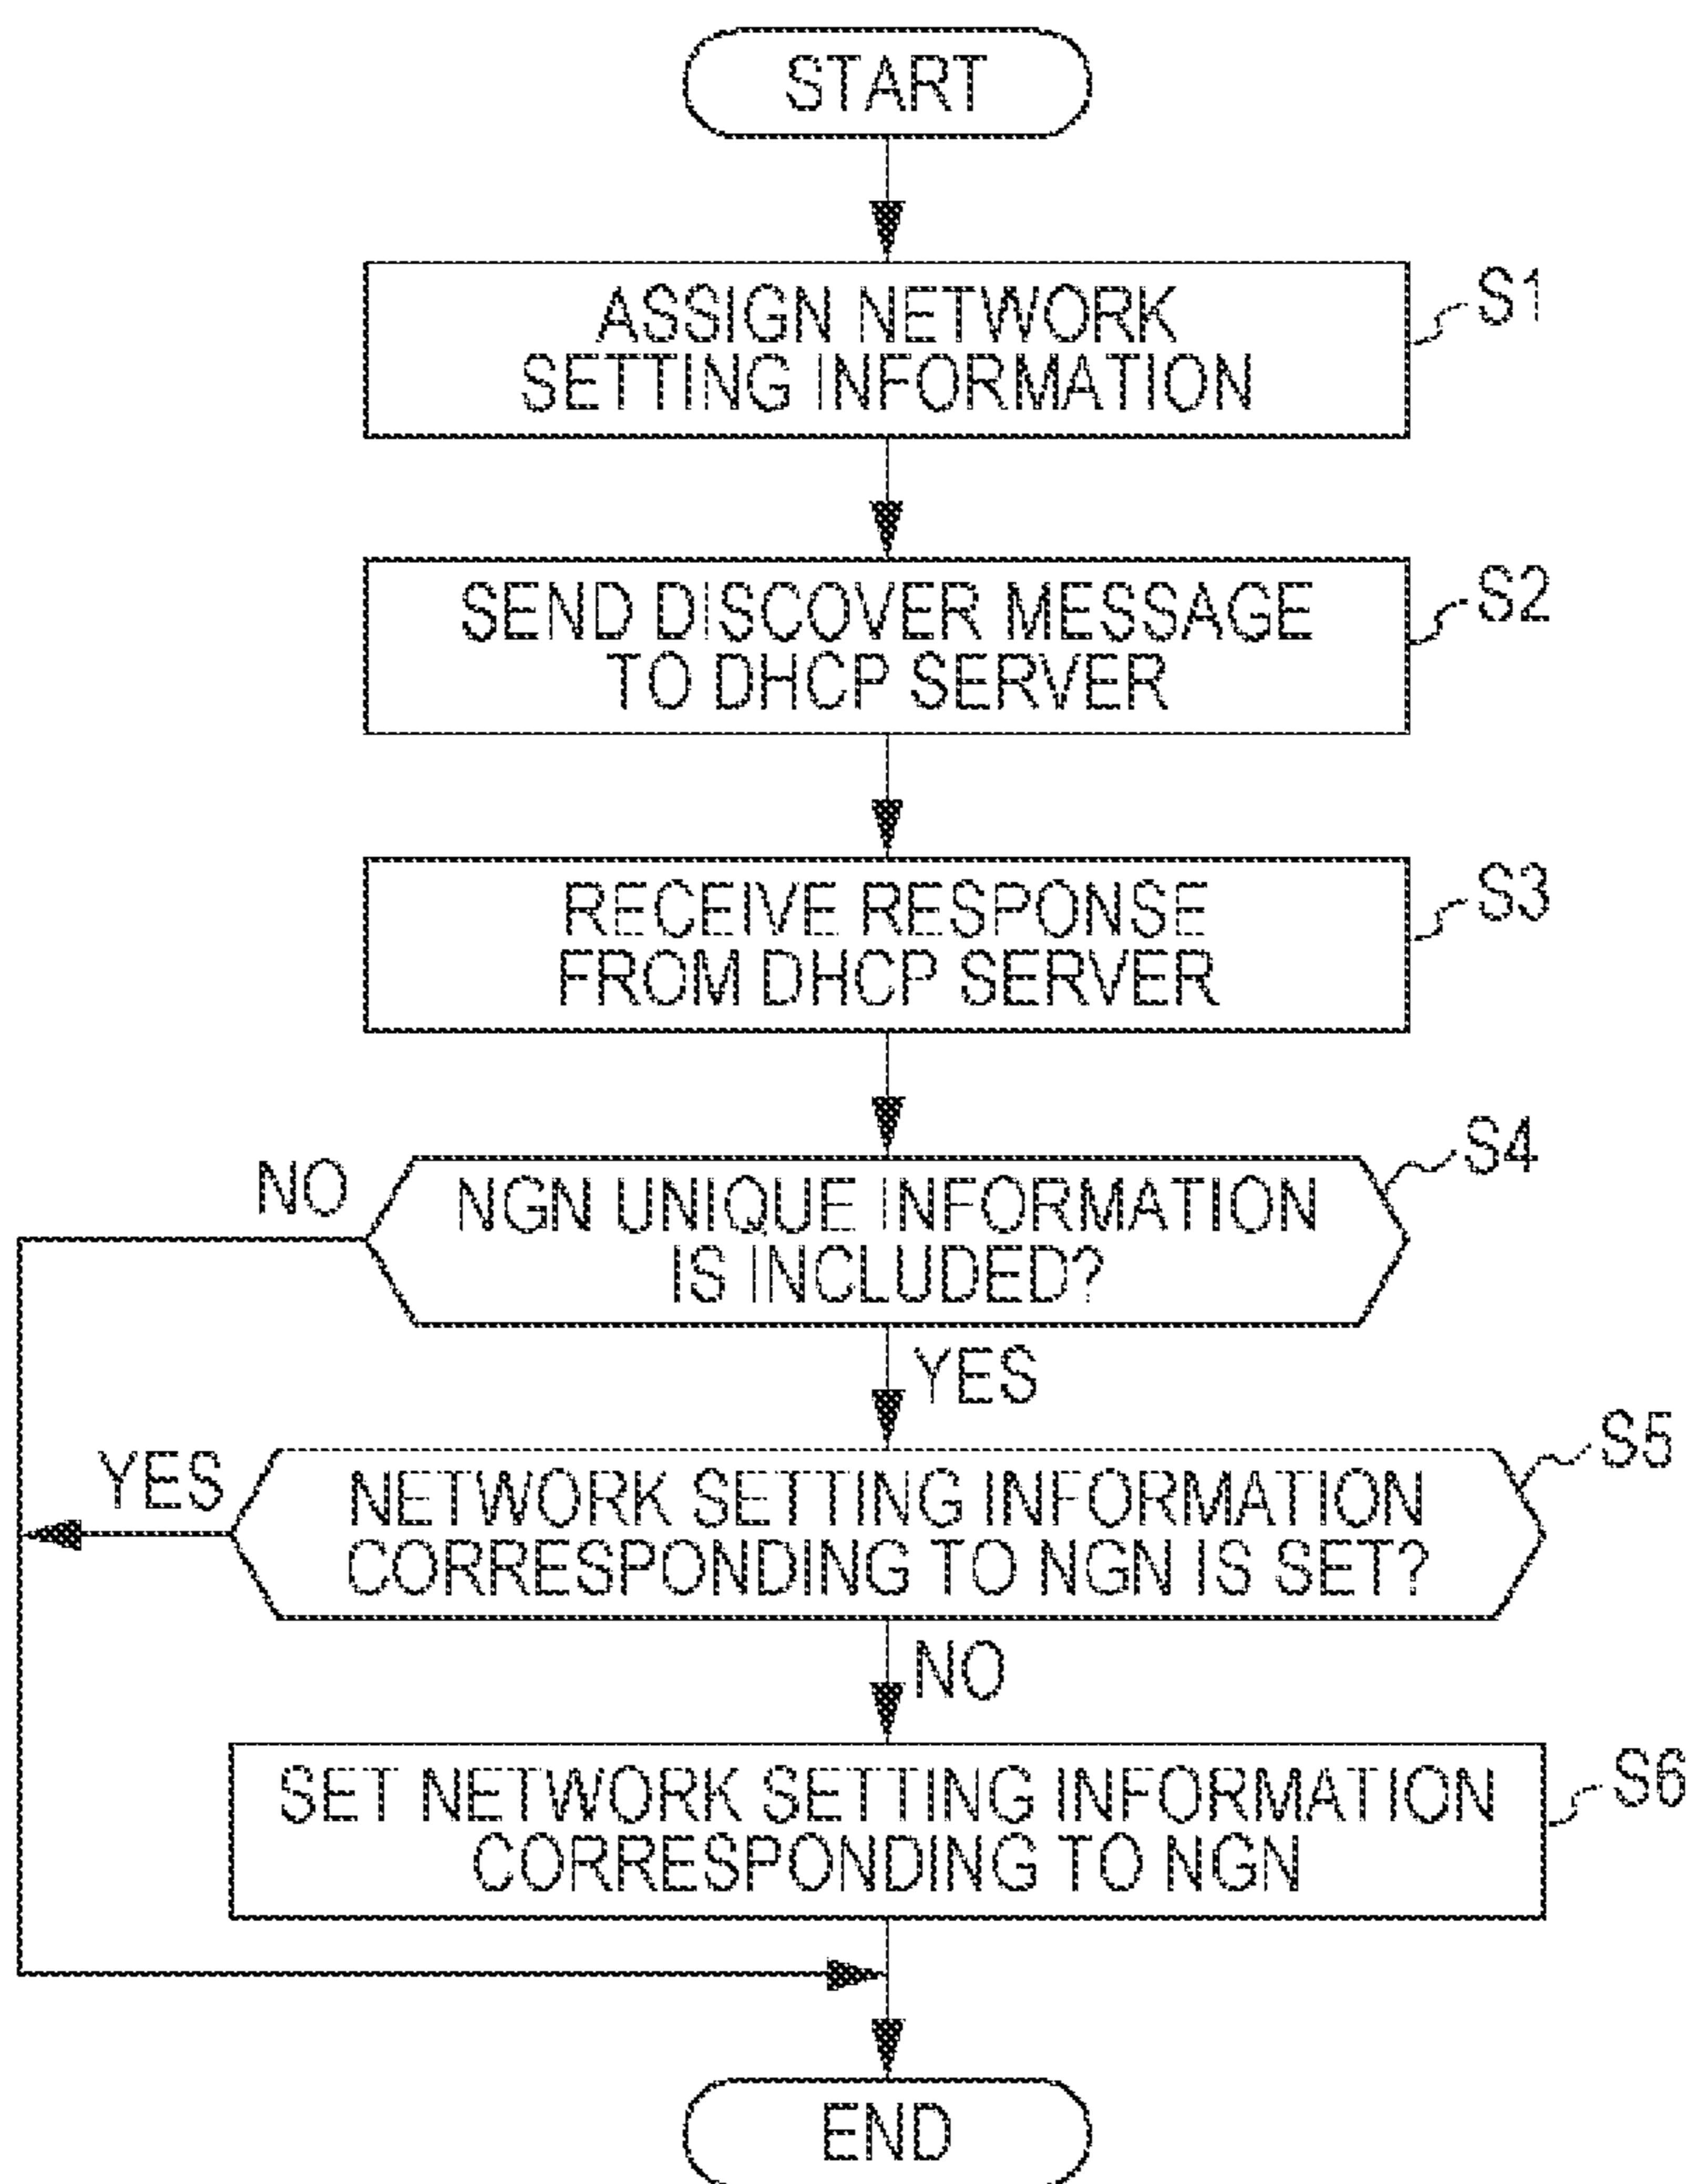 START
ASSIGN NETWORK
SETTING INFORMATION
S1
SEND DISCOVER MESSAGE
TO DHCP SERVER
S2
RECEIVE RESPONSE
FROM DHCP SERVER
S3
NO
NGN UNIQUE INFORMATION
IS INCLUDED?
S4
YES
YES
NETWORK SETTING INFORMATION
CORRESPONDING TO NGN IS SET?
S5
NO
SET NETWORK SETTING INFORMATION
CORRESPONDING TO NGN
S6
END